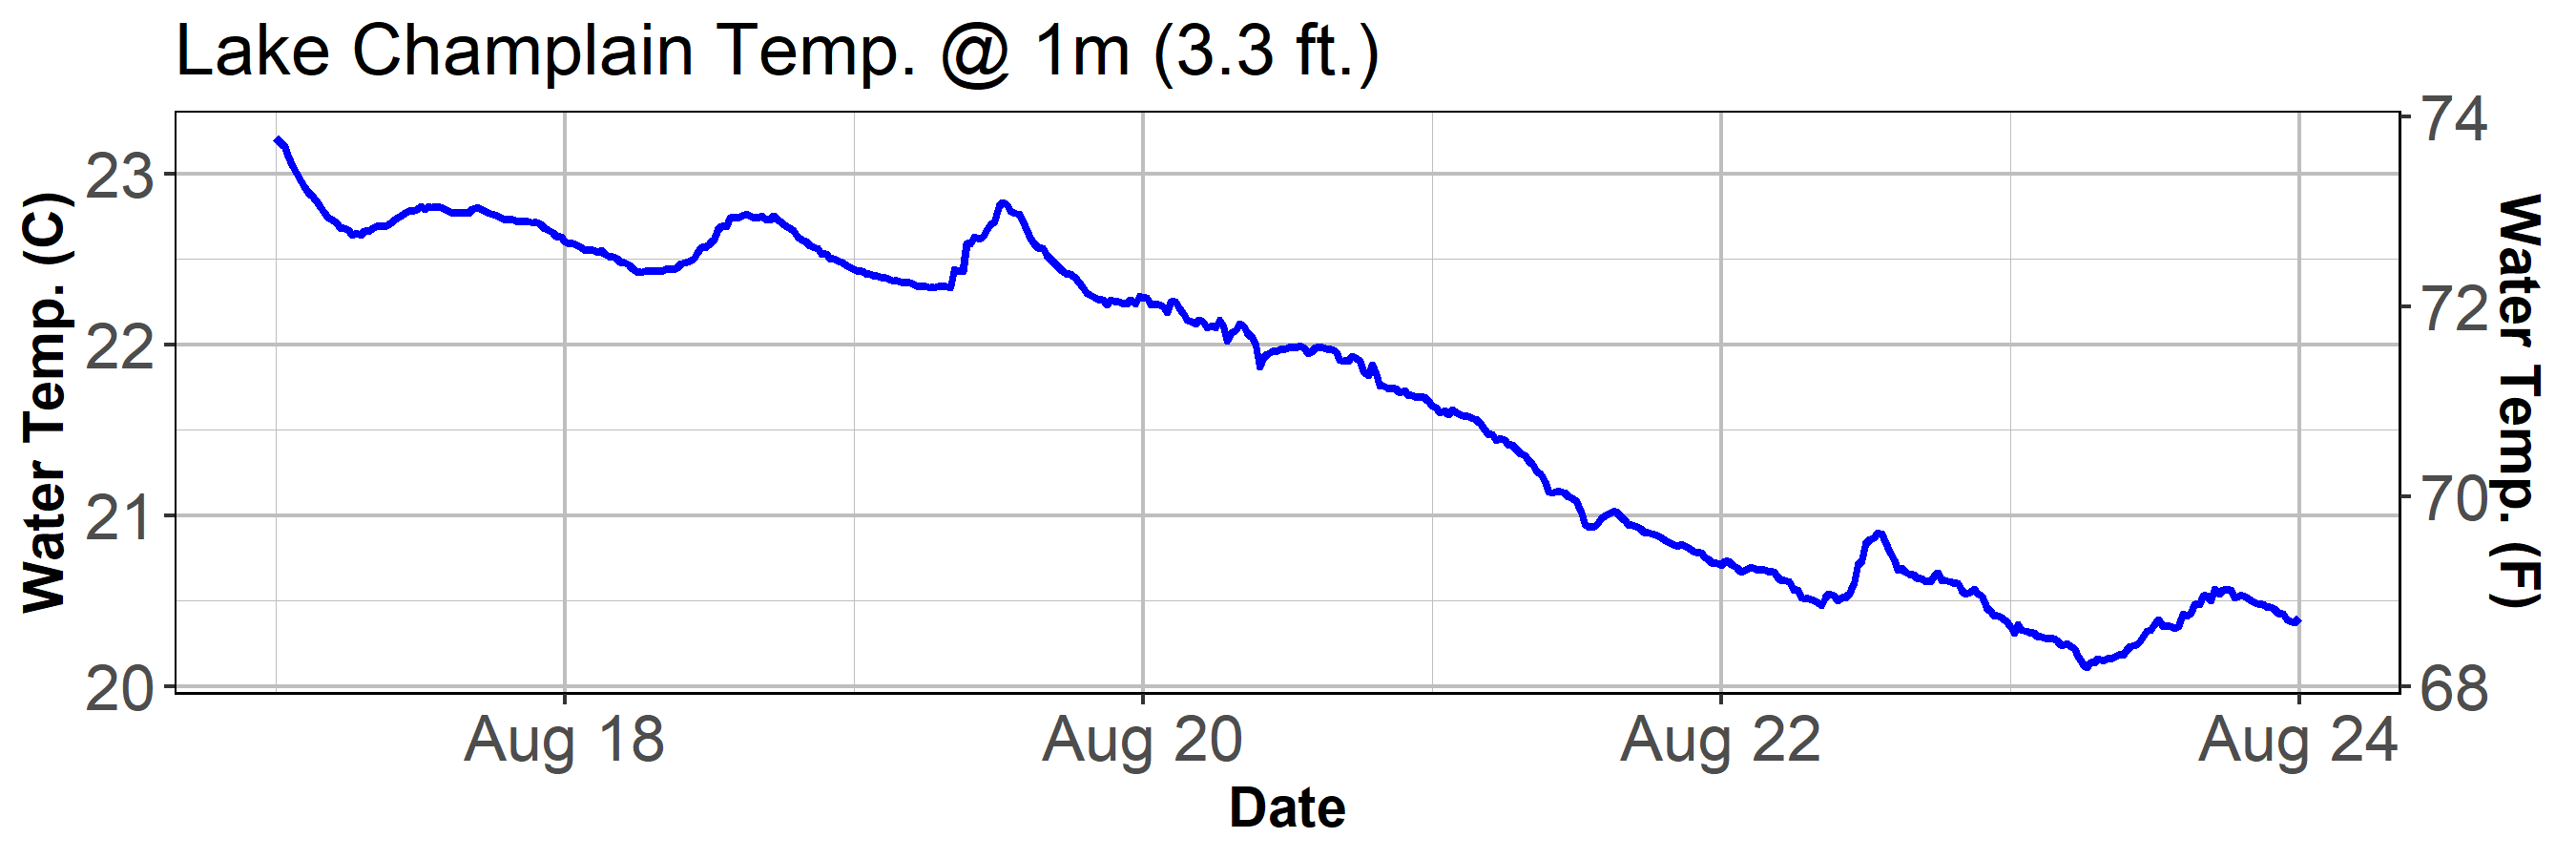 Lake Champlain Temp. @ 1m (3.3 ft.)
Water Temp. (C)
23
22
21
20
74
72
70
68
Water Temp. (F)
Aug 18
Aug 20
Aug 22
Aug 24
Date